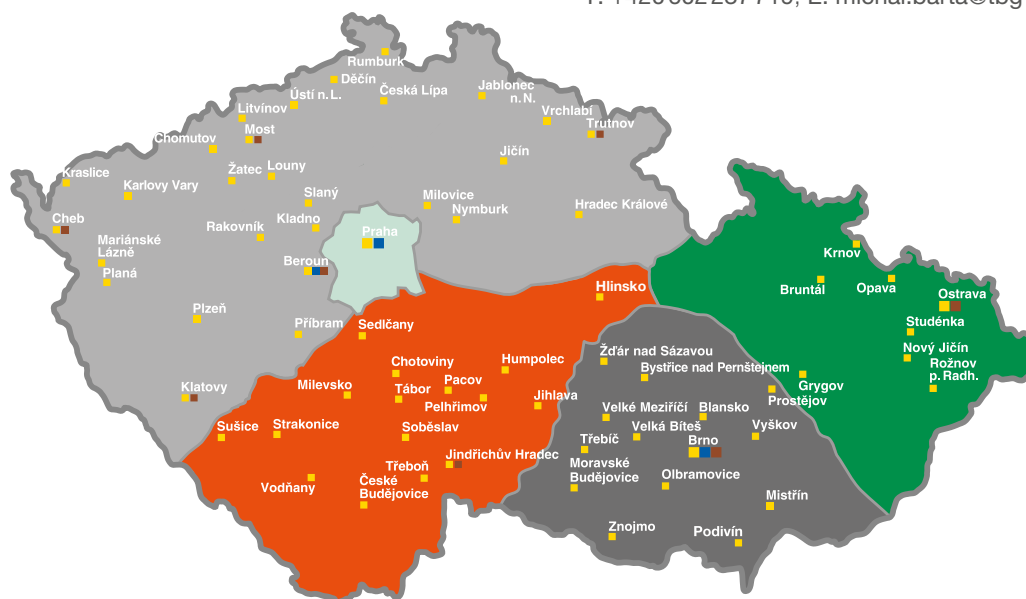 Rumburk
Děčín
Ústí n. L.
Česká Lípa
Jablonec
n. N.
Litvínov
Vrchlabí
Trutnov
Most
Chomutov
Jičín
Kraslice
Žatec
Louny
Karlovy Vary
Slaný
Milovice
Cheb
Rakovník
Kladno
Nymburk
Hradec Králové
Praha
Mariánské
Lázně
Planá
Beroun
Krnov
Bruntál
Opava
Hlinsko
Ostrava
Plzeň
Příbram
Sedlčany
Studénka
Nový Jičín
Rožnov
p. Radh.
Žďár nad Sázavou
Chotoviny
Humpolec
Bystřice nad Pernštejnem
Klatovy
Milevsko
Tábor
Pacov
Grygov
Jihlava
Pelhřimov
Prostějov
Velké Meziříčí
Blansko
Sušice
Strakonice
Soběslav
Velká Bíteš
Vyškov
Třebíč
Brno
Jindřichův Hradec
Třeboň
Moravské
Budějovice
Vodňany
České
Budějovice
Olbramovice
Mistřín
Znojmo
Podivín